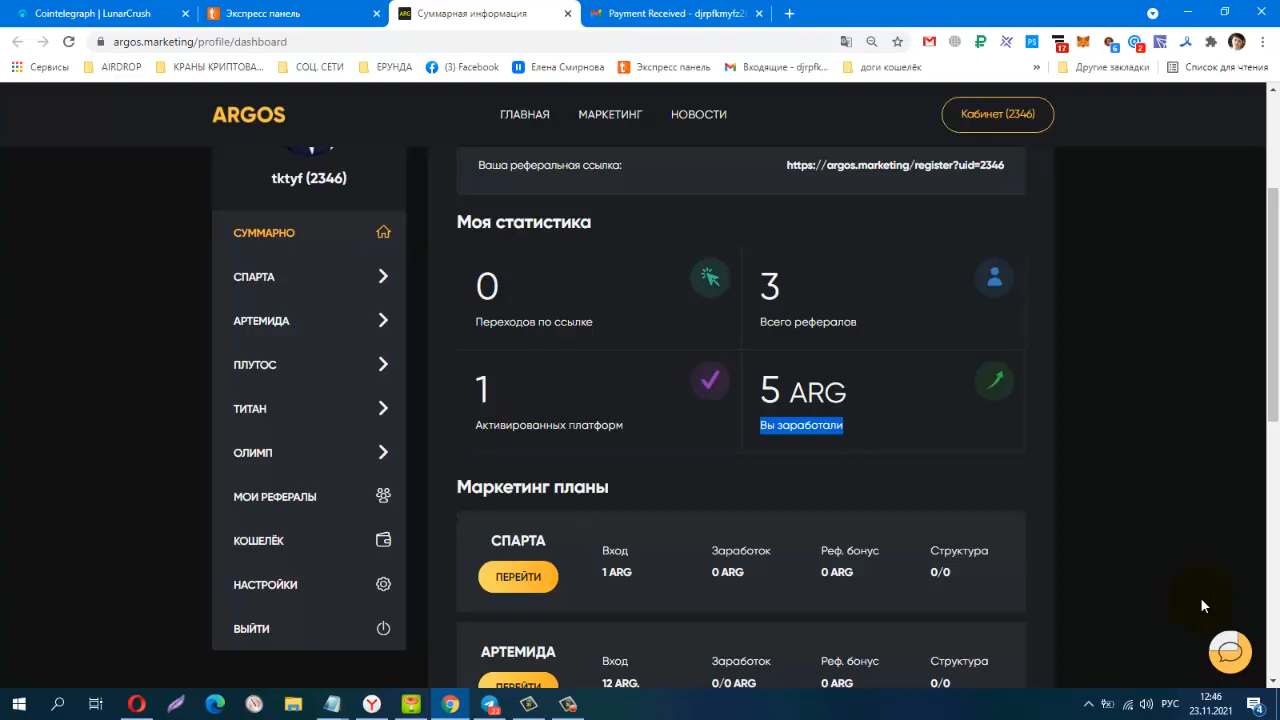 Cointelegraph | LunarCrush
Экспресс панель
Суммарная информация
Payment Received - djrpfkmyfz2
argos.marketing/profile/dashboard
17
6
2
Сервисы
AIRDROP
КРАНЫ КРИПТОВА...
СОЦ. СЕТИ
ЕРУНДА
(3) Facebook
Елена Смирнова
Экспресс панель
Входящие - djrpfk...
доги кошелёк
»
Другие закладки
Список для чтения
ARGOS
ГЛАВНАЯ
МАРКЕТИНГ
НОВОСТИ
Кабинет (2346)
tktyf (2346)
СУММАРНО
СПАРТА
АРТЕМИДА
ПЛУТОС
ТИТАН
ОЛИМП
МОИ РЕФЕРАЛЫ
КОШЕЛЁК
НАСТРОЙКИ
ВЫЙТИ
Ваша реферальная ссылка:
https://argos.marketing/register?uid=2346
Моя статистика
0
Переходов по ссылке
3
Всего рефералов
1
Активированных платформ
5 ARG
Вы заработали
Маркетинг планы
СПАРТА
ПЕРЕЙТИ
Вход
1 ARG
Заработок
0 ARG
Реф. бонус
0 ARG
Структура
0/0
АРТЕМИДА
ПЕРЕЙТИ
Вход
12 ARG.
Заработок
0/0 ARG
Реф. бонус
0 ARG
Структура
0/0
РУС
12:46
23.11.2021
4